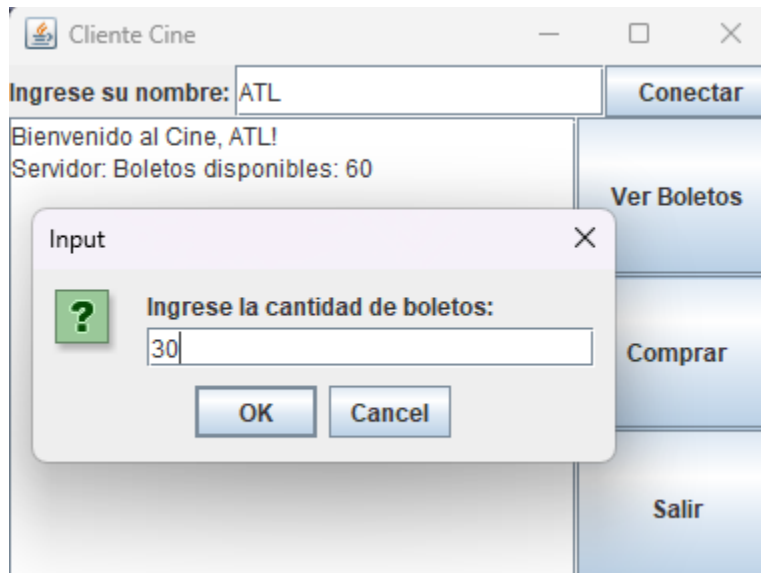 Cliente Cine
Ingrese su nombre: ATL Conectar
Bienvenido al Cine, ATL!
Servidor: Boletos disponibles: 60
Ver Boletos
Input
?
Ingrese la cantidad de boletos:
30
OK Cancel
Comprar
Salir